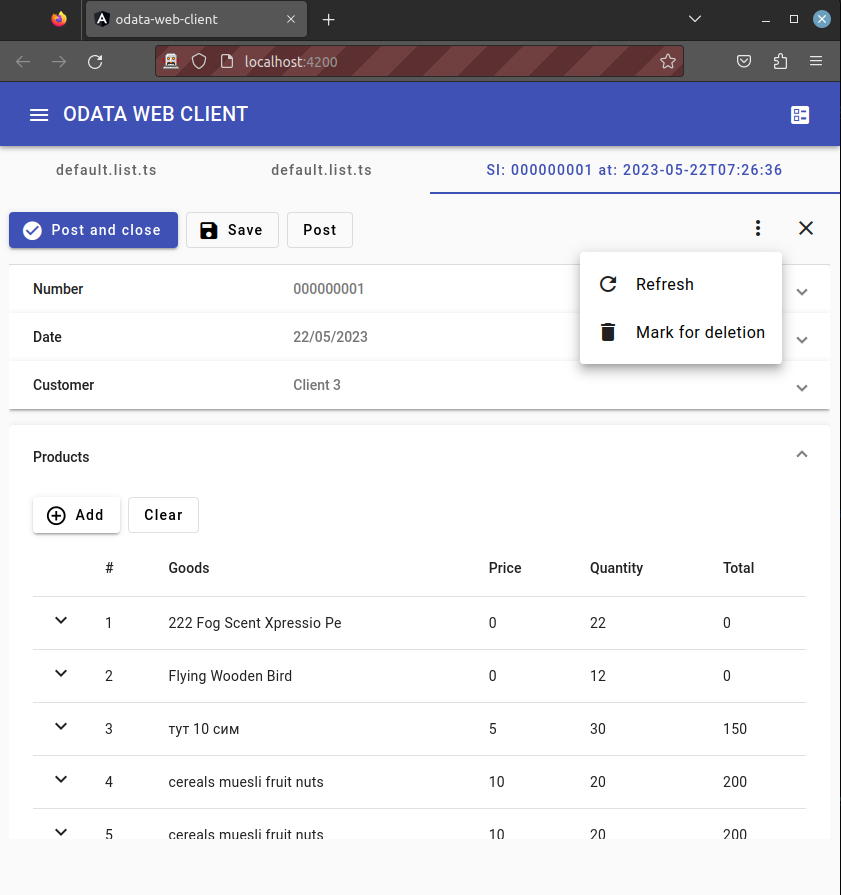 odata-web-client
localhost:4200
ODATA WEB CLIENT
default.list.ts default.list.ts SI: 000000001 at: 2023-05-22T07:26:36
Post and close Save Post
Refresh
Mark for deletion
Number 000000001
Date 22/05/2023
Customer Client 3
Products
Add Clear
# Goods Price Quantity Total
1 222 Fog Scent Xpressio Pe 0 22 0
2 Flying Wooden Bird 0 12 0
3 тут 10 сим 5 30 150
4 cereals muesli fruit nuts 10 20 200
5 cereals muesli fruit nuts 10 20 200